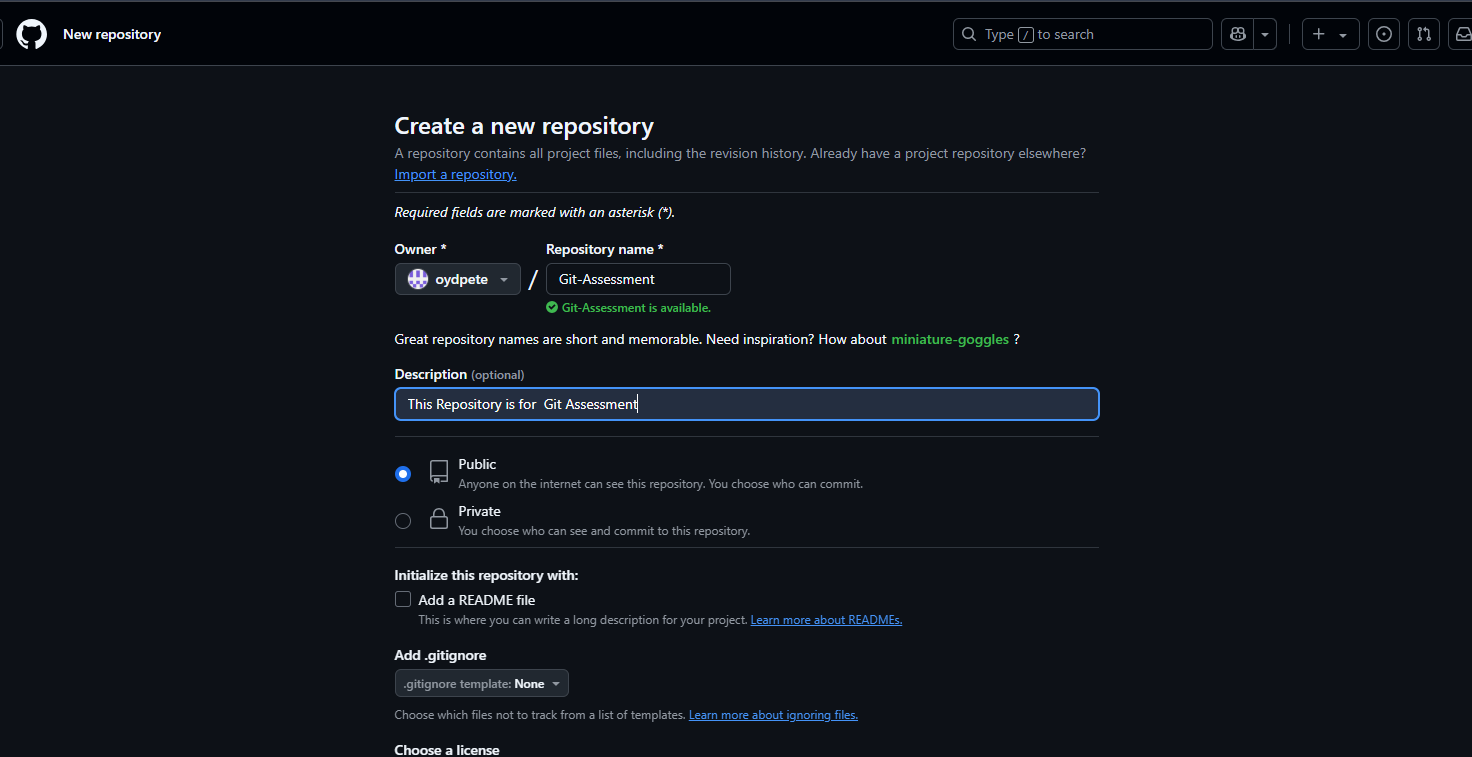 New repository
Type / to search
Create a new repository
A repository contains all project files, including the revision history. Already have a project repository elsewhere?
Import a repository.
Required fields are marked with an asterisk (*).
Owner * Repository name *
oydpete / Git-Assessment
Git-Assessment is available.
Great repository names are short and memorable. Need inspiration? How about miniature-goggles ?
Description (optional)
This Repository is for  Git Assessment
Public
Anyone on the internet can see this repository. You choose who can commit.
Private
You choose who can see and commit to this repository.
Initialize this repository with:
Add a README file
This is where you can write a long description for your project. Learn more about READMEs.
Add .gitignore
.gitignore template: None
Choose which files not to track from a list of templates. Learn more about ignoring files.
Choose a license